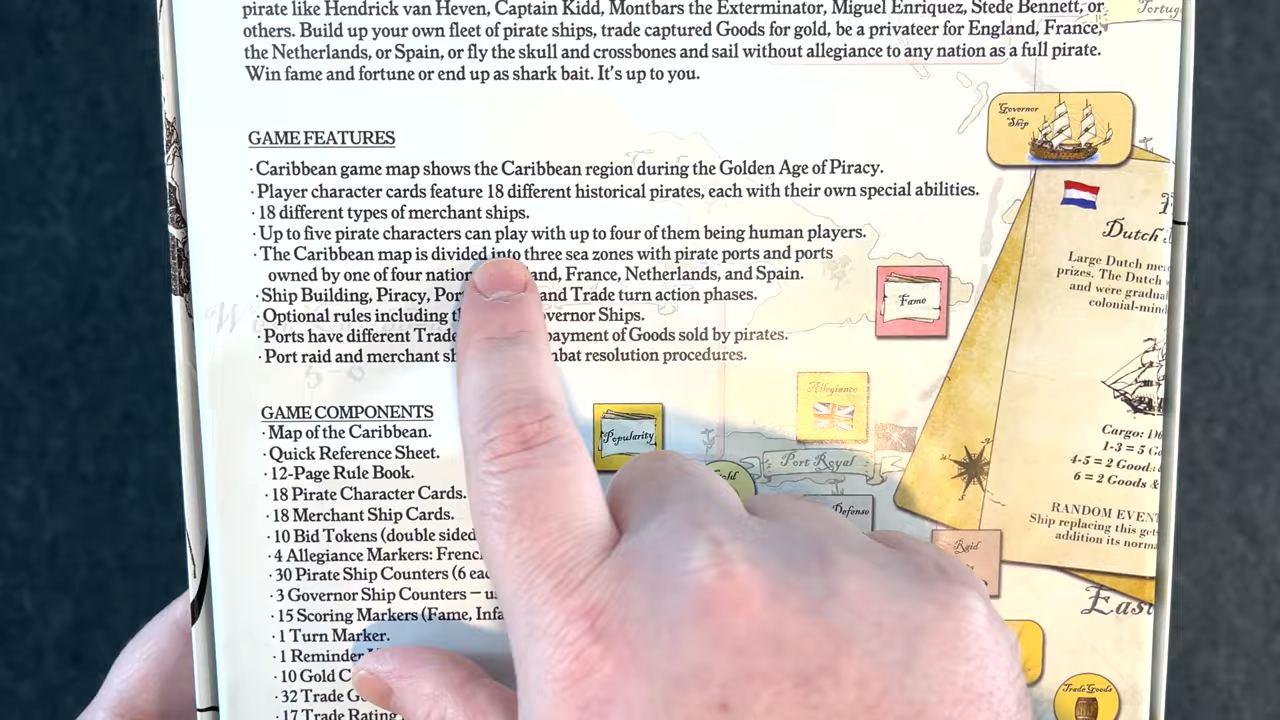 pirate like Hendrick van Heven, Captain Kidd, Montbars the Exterminator, Miguel Enriquez, Stede Bennett, or
others. Build up your own fleet of pirate ships, trade captured Goods for gold, be a privateer for England, France,
the Netherlands, or Spain, or fly the skull and crossbones and sail without allegiance to any nation as a full pirate.
Win fame and fortune or end up as shark bait. It's up to you.
GAME FEATURES
· Caribbean game map shows the Caribbean region during the Golden Age of Piracy.
· Player character cards feature 18 different historical pirates, each with their own special abilities.
· 18 different types of merchant ships.
· Up to five pirate characters can play with up to four of them being human players.
· The Caribbean map is divided into three sea zones with pirate ports and ports
owned by one of four nation and, France, Netherlands, and Spain.
· Ship Building, Piracy, Por and Trade turn action phases.
· Optional rules including vernor Ships.
· Ports have different Trade payment of Goods sold by pirates.
· Port raid and merchant sh bat resolution procedures.
GAME COMPONENTS
· Map of the Caribbean.
· Quick Reference Sheet.
· 12-Page Rule Book.
· 18 Pirate Character Cards.
· 18 Merchant Ship Cards.
· 10 Bid Tokens (double sided
· 4 Allegiance Markers: Frenc
· 30 Pirate Ship Counters (6 eac
· 3 Governor Ship Counters – u
· 15 Scoring Markers (Fame, Infa
· 1 Turn Marker.
· 1 Reminder
· 10 Gold C
· 32 Trade G
· 17 Trade Rating
Governor
Ship
Fame
Allegiance
Popularity
Port Royal
Gold
Defense
Raid
Trade Goods
Dutch
Large Dutch me
prizes. The Dutch
and were gradua
colonial-mind
Cargo: D6
1-3 = 5 G
4-5 = 2 Goods
6 = 2 Goods &
RANDOM EVENT
Ship replacing this get
addition its norma
East
Portug